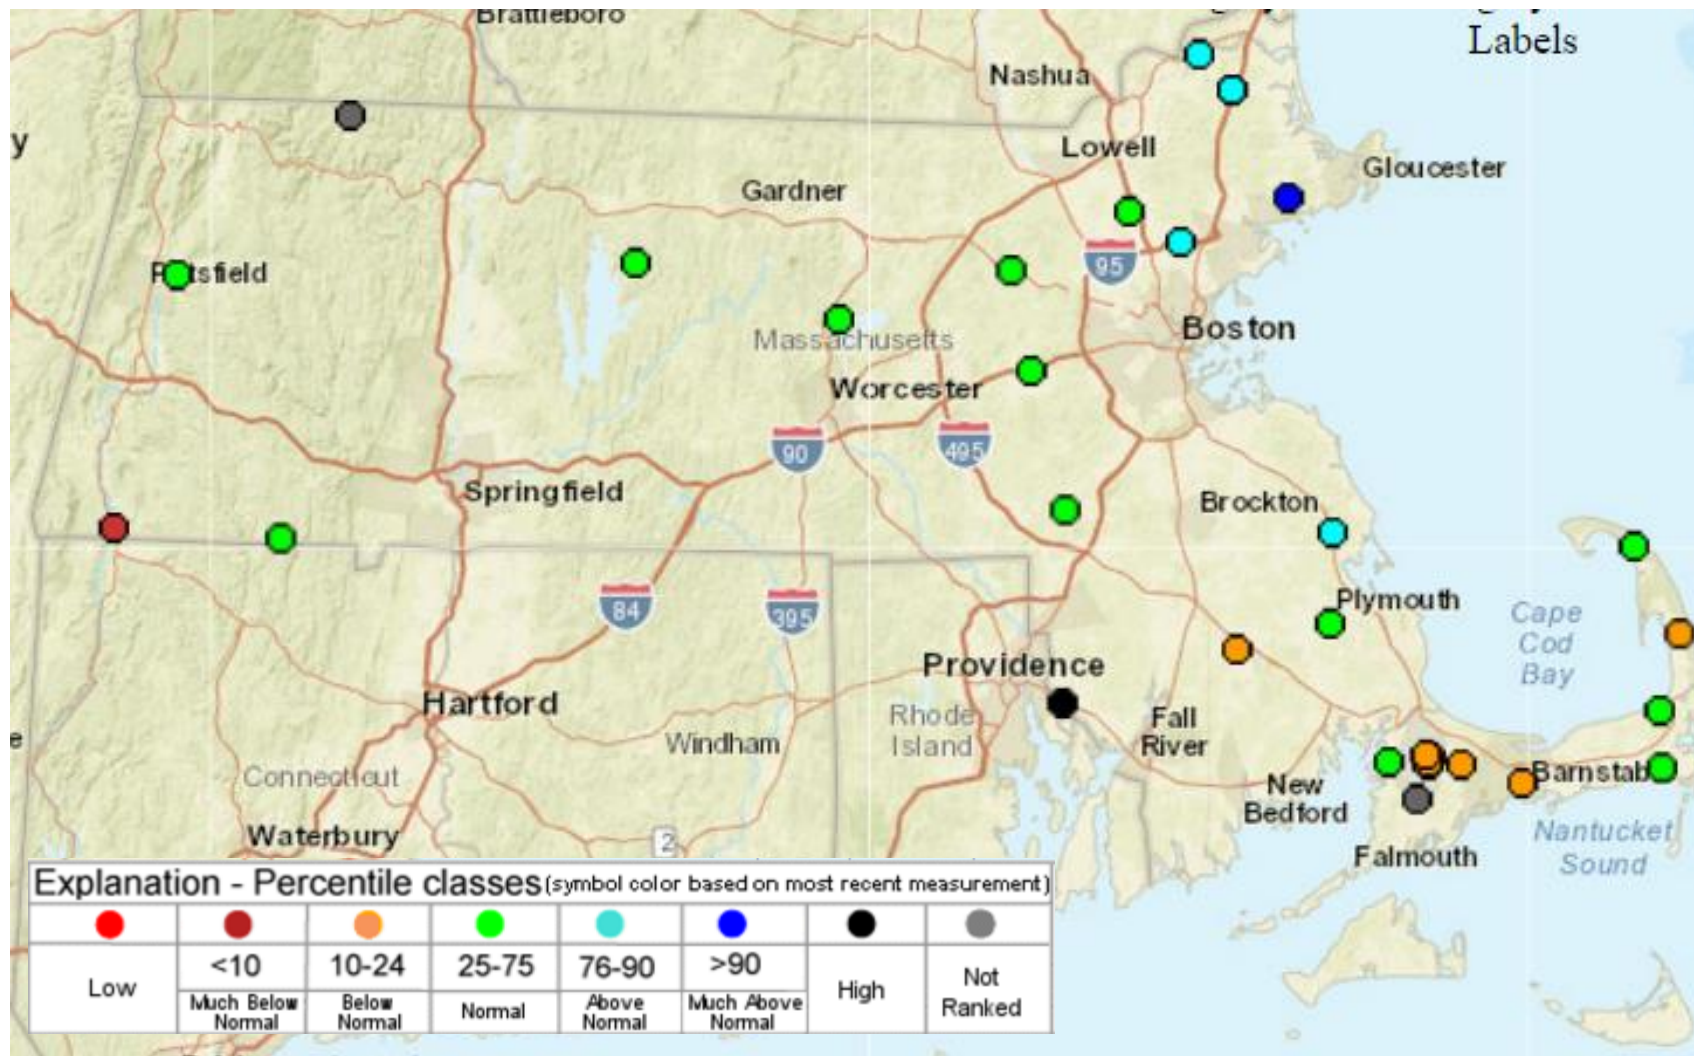 Brattleboro
Labels
Nashua
y
Lowell
Gloucester
Gardner
95
Pittsfield
Boston
Massachusetts
Worcester
90
495
Springfield
Brockton
84
395
Plymouth
Cape
Cod
Bay
Providence
Hartford
Rhode
Island
Fall
River
Windham
e
Connecticut
New
Bedford
Barnstab
Waterbury
2
Nantucket
Sound
Falmouth
Explanation - Percentile classes (symbol color based on most recent measurement)
Low
<10
Much Below
Normal
10-24
Below
Normal
25-75
Normal
76-90
Above
Normal
>90
Much Above
Normal
High
Not
Ranked